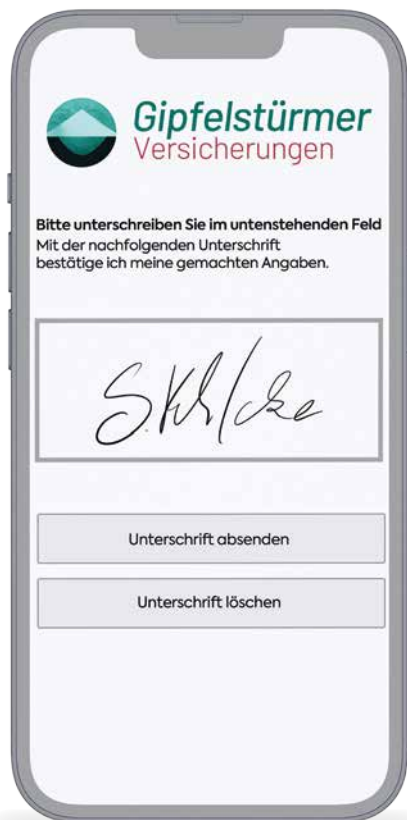 Gipfelstürmer
Versicherungen
Bitte unterschreiben Sie im untenstehenden Feld
Mit der nachfolgenden Unterschrift
bestätige ich meine gemachten Angaben.
Unterschrift absenden
Unterschrift löschen